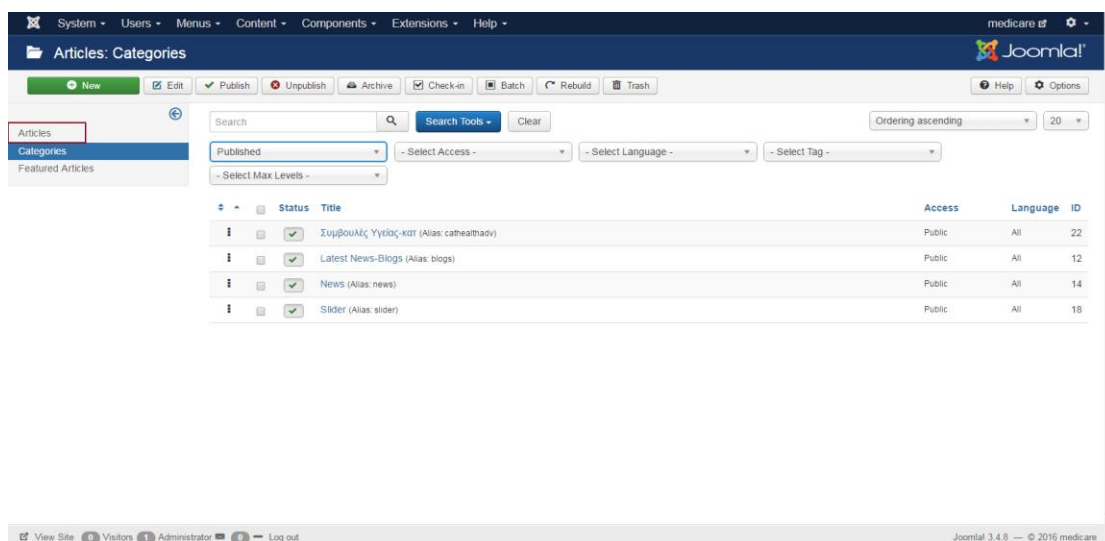 System Users Menus Content Components Extensions Help medicare
Articles: Categories Joomla!
New Edit Publish Unpublish Archive Check-in Batch Rebuild Trash Help Options
Search Search Tools Clear Ordering ascending 20
Articles
Categories Published - Select Access - - Select Language - - Select Tag -
Featured Articles - Select Max Levels -
Status Title Access Language ID
Συμβουλές Υγείας-κατ (Alias: cathealthadv) Public All 22
Latest News-Blogs (Alias: blogs) Public All 12
News (Alias: news) Public All 14
Slider (Alias: slider) Public All 18
View Site 0 Visitors 1 Administrator 0 Log out Joomla! 3.4.8 — © 2016 medicare